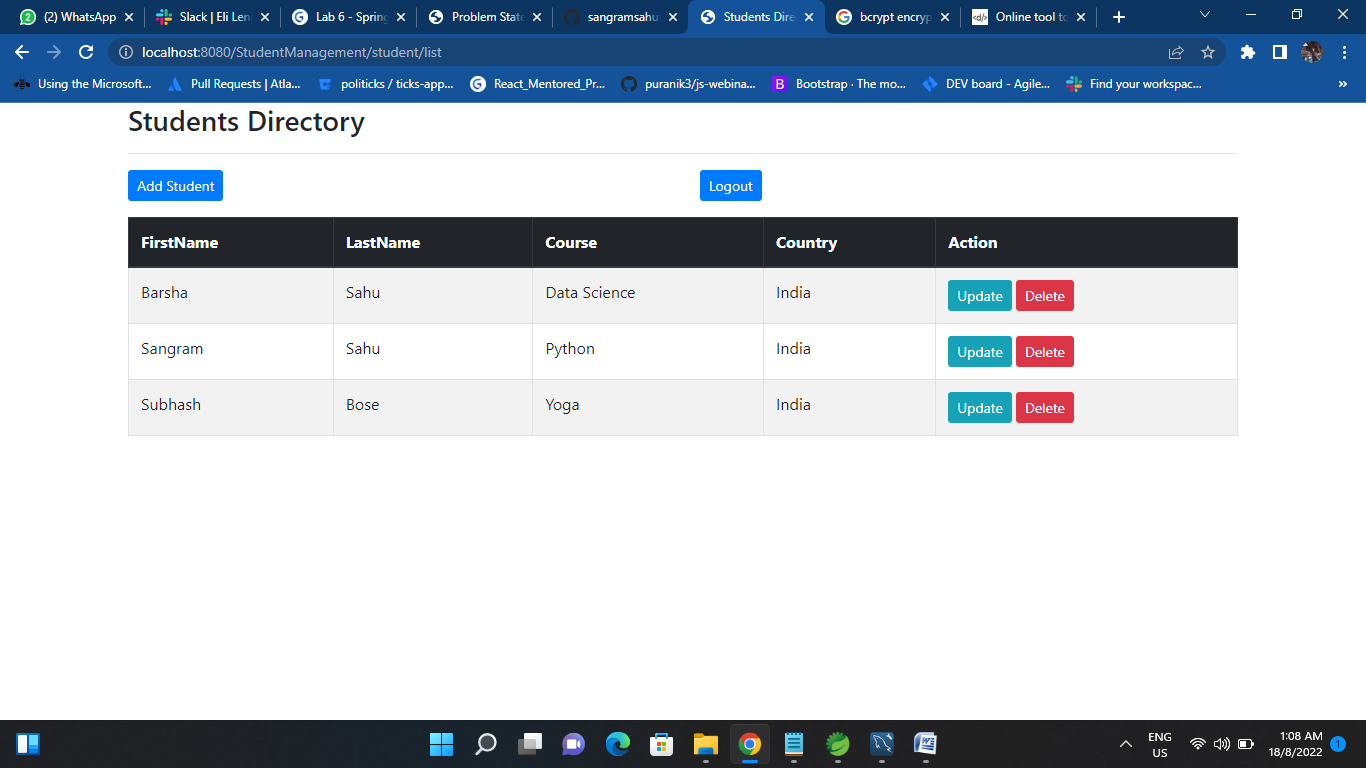 (2) WhatsApp Slack | Eli Len Lab 6 - Spring Problem State sangramsahu Students Dire bcrypt encryp Online tool to
localhost:8080/StudentManagement/student/list
Using the Microsoft... Pull Requests | Atla... politicks / ticks-app... React_Mentored_Pr... puranik3/js-webina... Bootstrap · The mo... DEV board - Agile... Find your workspac... »
Students Directory
Add Student Logout
FirstName LastName Course Country Action
Barsha Sahu Data Science India Update Delete
Sangram Sahu Python India Update Delete
Subhash Bose Yoga India Update Delete
ENG 1:08 AM
US 18/8/2022 1